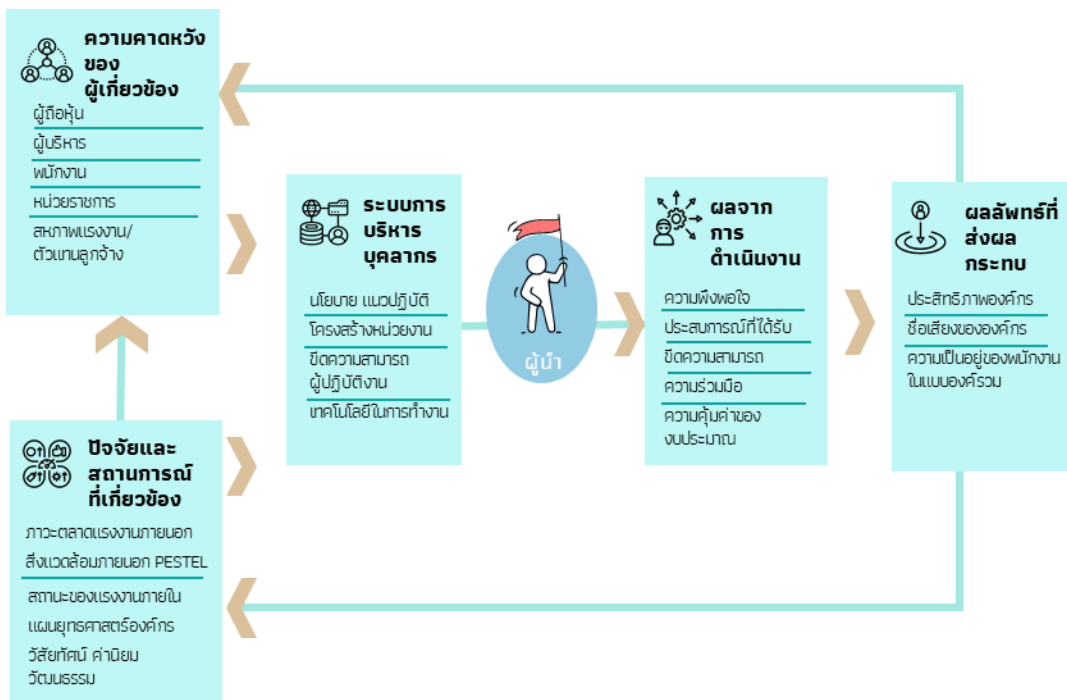 ความคาดหวัง
ของ
ผู้เกี่ยวข้อง
ผู้ถือหุ้น
ผู้บริหาร
พนักงาน
หน่วยราชการ
สหภาพแรงงาน/
ตัวแทนลูกจ้าง
ปัจจัยและ
สถานการณ์
ที่เกี่ยวข้อง
ภาวะตลาดแรงงานภายนอก
สิ่งแวดล้อมภายนอก PESTEL
สถานะของแรงงานภายใน
แผนยุทธศาสตร์องค์กร
วิสัยทัศน์ ค่านิยม
วัฒนธรรม
ระบบการ
บริหาร
บุคลากร
นโยบาย แนวปฏิบัติ
โครงสร้างหน่วยงาน
ขีดความสามารถ
ผู้ปฏิบัติงาน
เทคโนโลยีในการทำงาน
ผู้นำ
ผลจาก
การ
ดำเนินงาน
ความพึงพอใจ
ประสบการณ์ที่ได้รับ
ขีดความสามารถ
ความร่วมมือ
ความคุ้มค่าของ
งบประมาณ
ผลลัพทธ์ที่
ส่งผล
กระทบ
ประสิทธิภาพองค์กร
ชื่อเสียงขององค์กร
ความเป็นอยู่ของพนักงาน
ในแบบองค์รวม